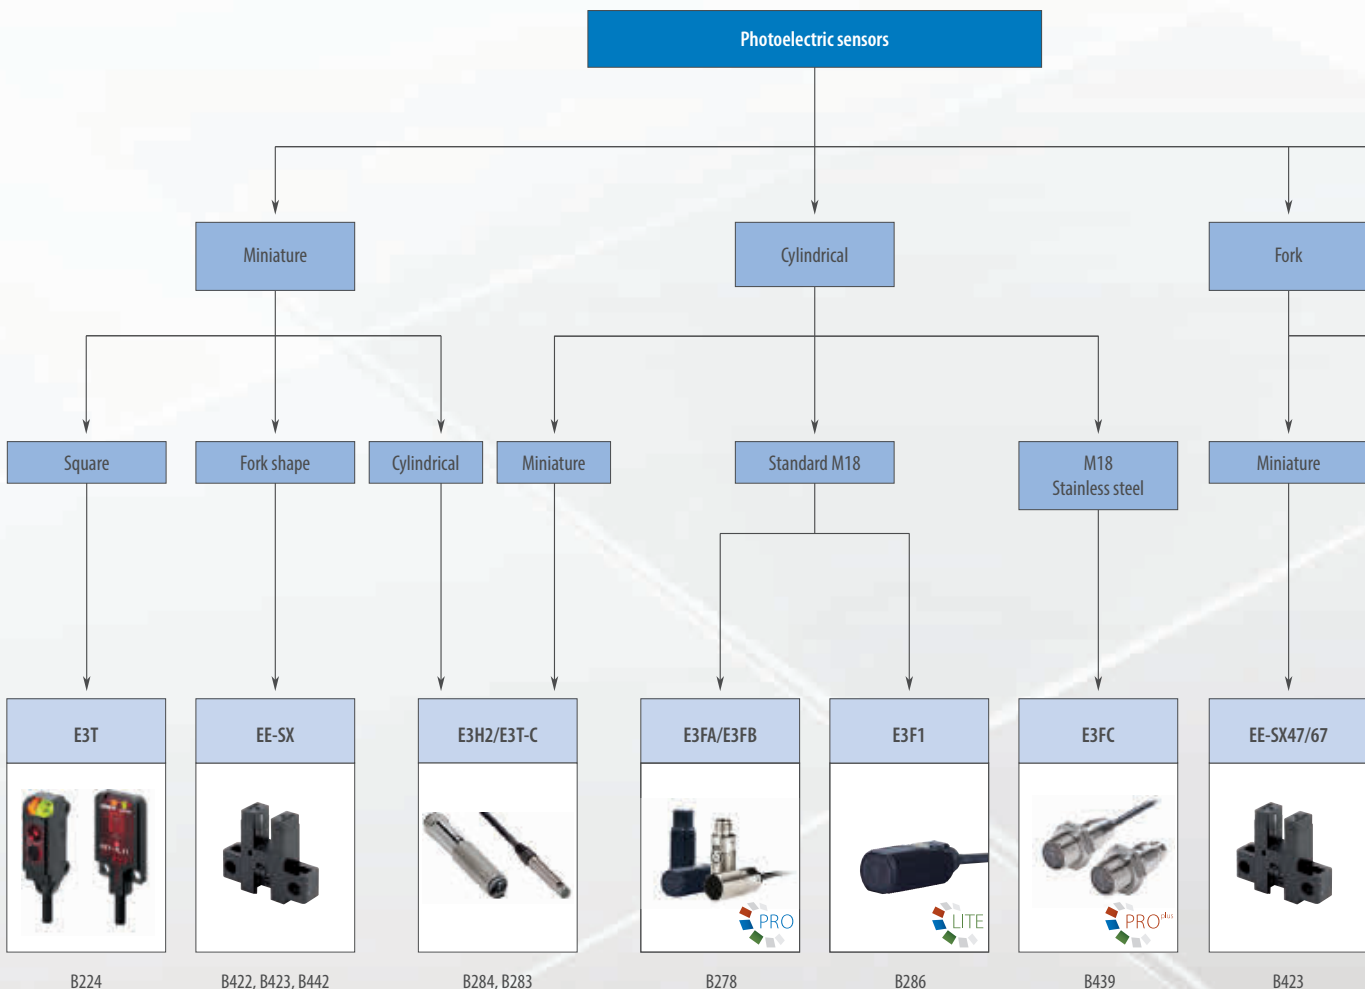 Photoelectric sensors
Miniature
Cylindrical
Fork
Square
Fork shape
Cylindrical
Miniature
Standard M18
M18
Stainless steel
Miniature
E3T
EE-SX
E3H2/E3T-C
E3FA/E3FB
E3F1
E3FC
EE-SX47/67
PRO
LITE
PROplus
B224
B422, B423, B442
B284, B283
B278
B286
B439
B423